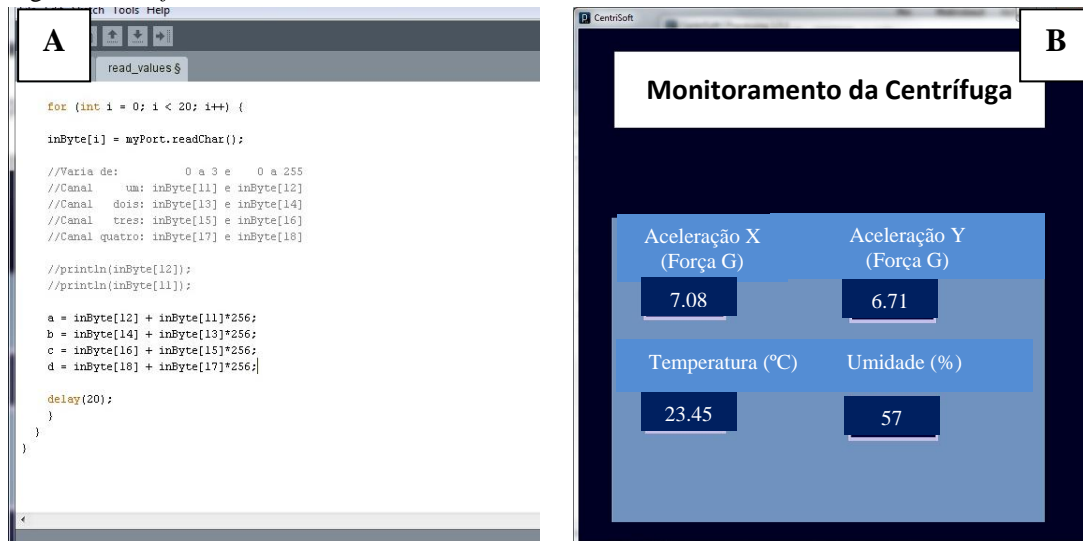 Tools Help
A
read_values §
for (int i = 0; i < 20; i++) {
inByte[i] = myPort.readChar();
//Varia de: 0 a 3 e 0 a 255
//Canal um: inByte[11] e inByte[12]
//Canal dois: inByte[13] e inByte[14]
//Canal tres: inByte[15] e inByte[16]
//Canal quatro: inByte[17] e inByte[18]
//println(inByte[12]);
//println(inByte[11]);
a = inByte[12] + inByte[11]*256;
b = inByte[14] + inByte[13]*256;
c = inByte[16] + inByte[15]*256;
d = inByte[18] + inByte[17]*256;
delay(20);
}
}
}
CentriSoft
B
Monitoramento da Centrífuga
Aceleração X
(Força G)
7.08
Aceleração Y
(Força G)
6.71
Temperatura (ºC)
23.45
Umidade (%)
57